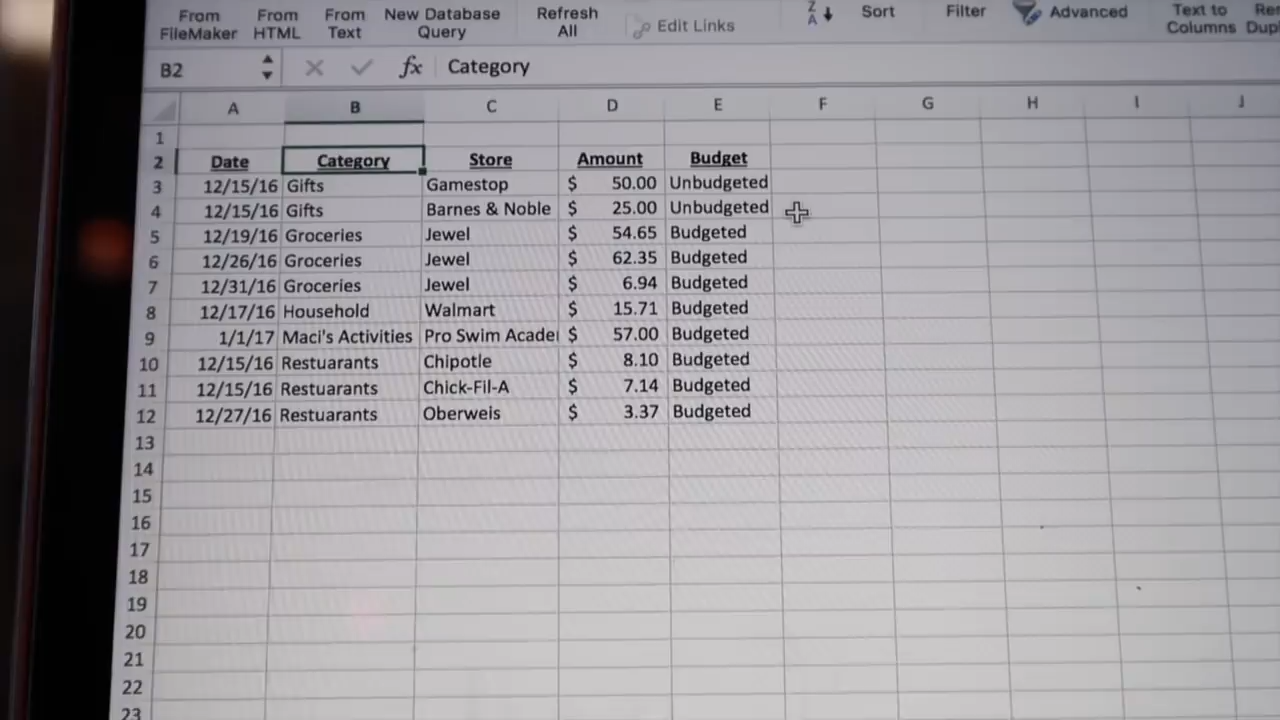 From FileMaker From HTML From Text New Database Query Refresh All Edit Links Z A Sort Filter Advanced Text to Columns
B2 fx Category
A B C D E F G H I J
1
2 Date Category Store Amount Budget
3 12/15/16 Gifts Gamestop $ 50.00 Unbudgeted
4 12/15/16 Gifts Barnes & Noble $ 25.00 Unbudgeted
5 12/19/16 Groceries Jewel $ 54.65 Budgeted
6 12/26/16 Groceries Jewel $ 62.35 Budgeted
7 12/31/16 Groceries Jewel $ 6.94 Budgeted
8 12/17/16 Household Walmart $ 15.71 Budgeted
9 1/1/17 Maci's Activities Pro Swim Acade $ 57.00 Budgeted
10 12/15/16 Restuarants Chipotle $ 8.10 Budgeted
11 12/15/16 Restuarants Chick-Fil-A $ 7.14 Budgeted
12 12/27/16 Restuarants Oberweis $ 3.37 Budgeted
13
14
15
16
17
18
19
20
21
22
23